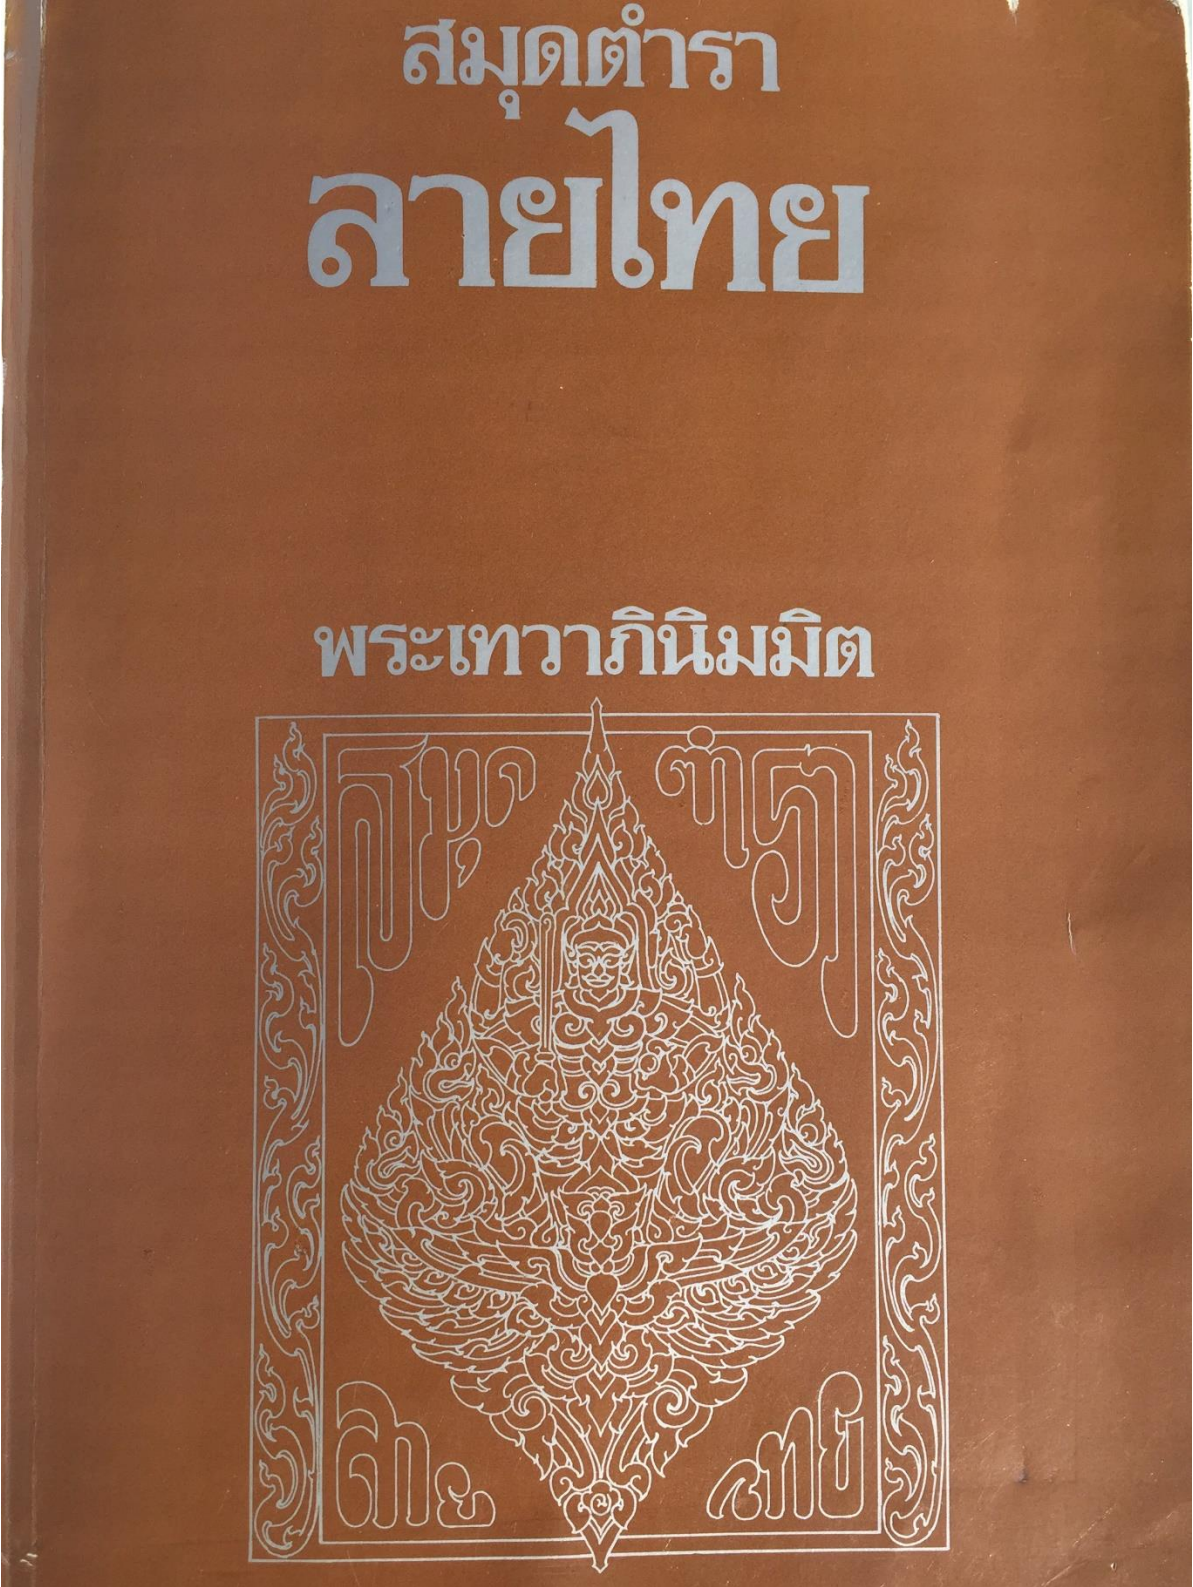 สมุดตำรา
ลายไทย
พระเทวาภินิมมิต
สมุด ตำรา
ลาย ไทย